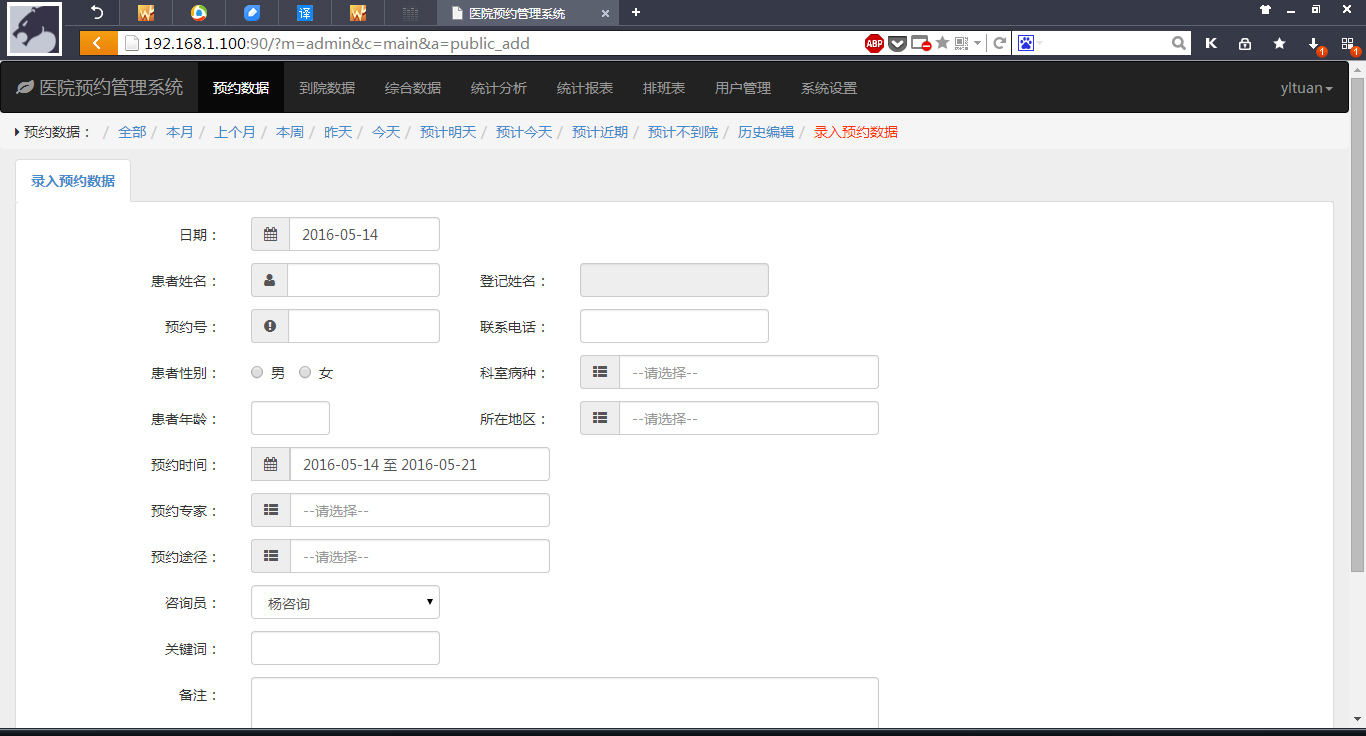 译
医院预约管理系统
192.168.1.100:90/?m=admin&c=main&a=public_add
ABP
K
1
1
医院预约管理系统 预约数据 到院数据 综合数据 统计分析 统计报表 排班表 用户管理 系统设置 yltuan
预约数据： / 全部 / 本月 / 上个月 / 本周 / 昨天 / 今天 / 预计明天 / 预计今天 / 预计近期 / 预计不到院 / 历史编辑 / 录入预约数据
录入预约数据
日期： 2016-05-14
患者姓名： 登记姓名：
预约号： 联系电话：
患者性别： 男 女 科室病种： --请选择--
患者年龄： 所在地区： --请选择--
预约时间： 2016-05-14 至 2016-05-21
预约专家： --请选择--
预约途径： --请选择--
咨询员： 杨咨询
关键词：
备注：